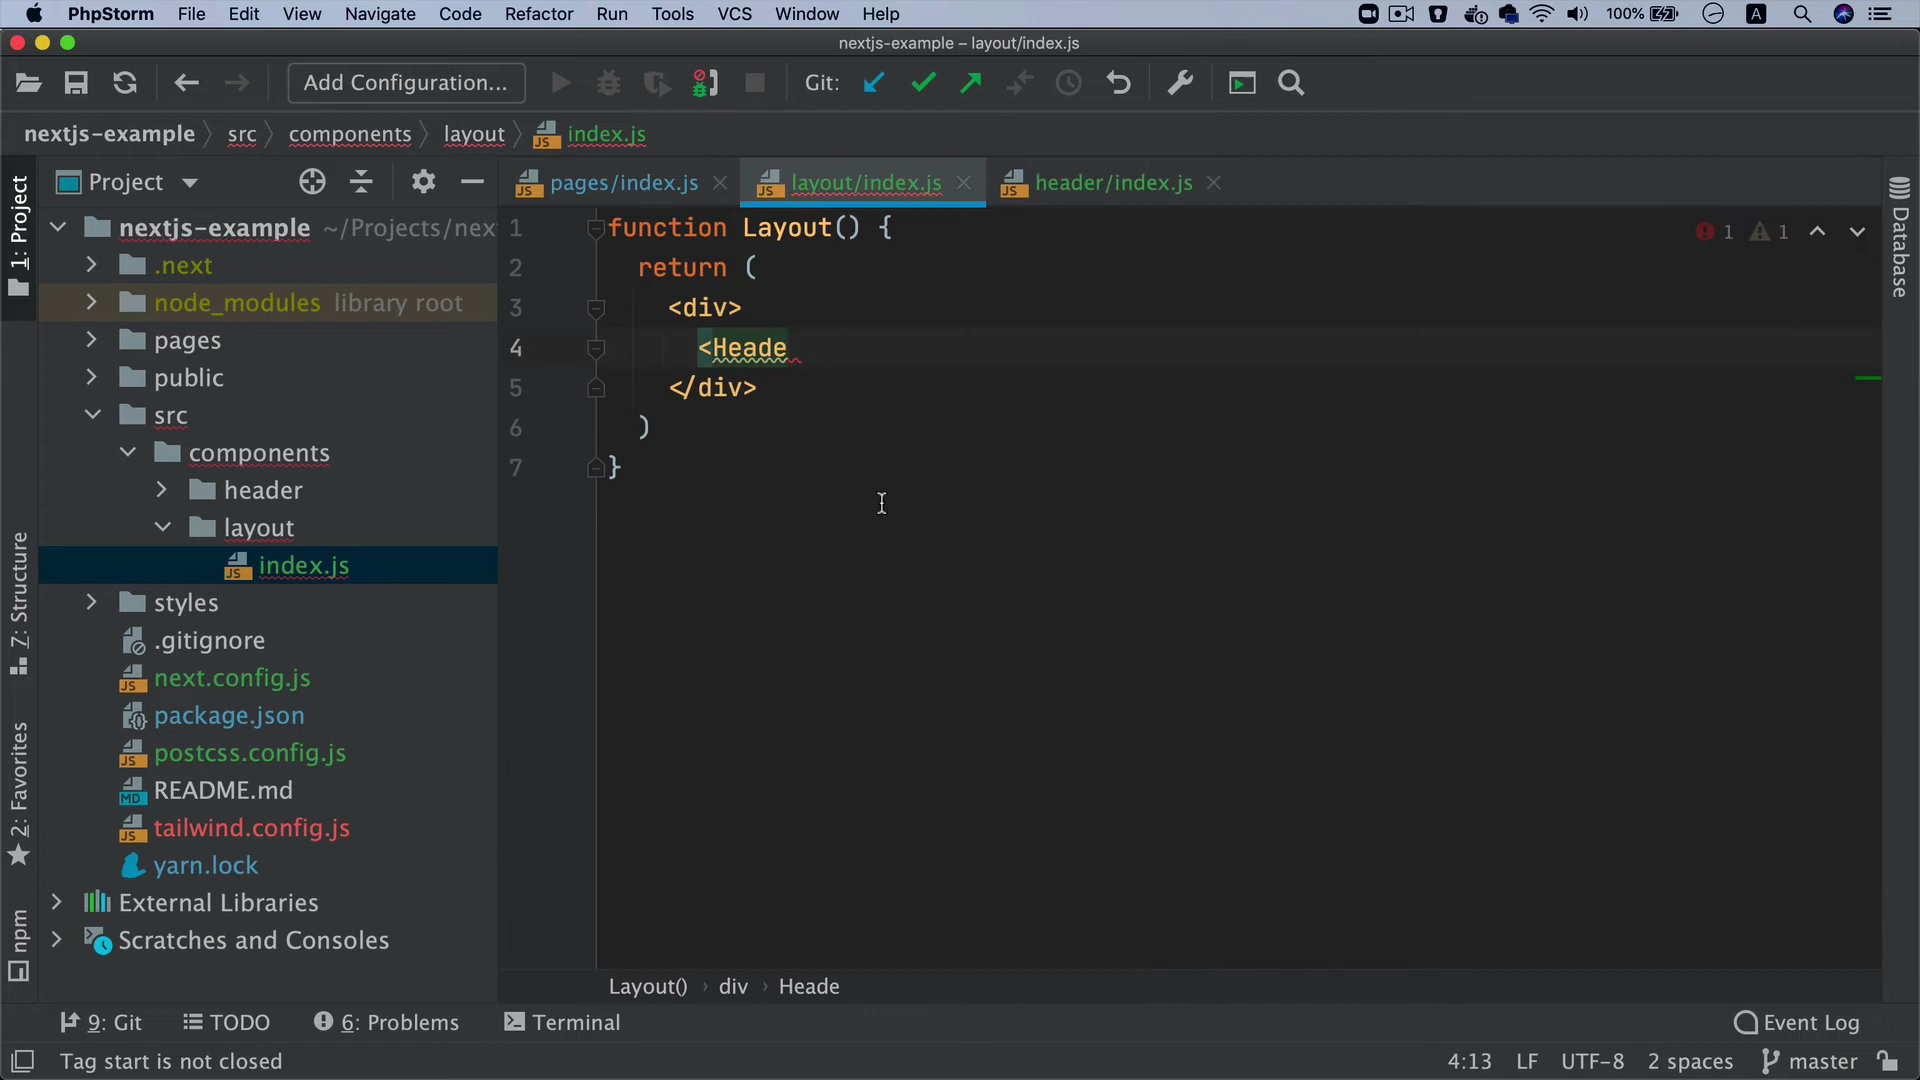 PhpStorm File Edit View Navigate Code Refactor Run Tools VCS Window Help 100% A
nextjs-example – layout/index.js
Add Configuration... Git:
nextjs-example src components layout index.js
Project pages/index.js layout/index.js header/index.js
1: Project
Z: Structure
2: Favorites
npm
nextjs-example ~/Projects/nex
.next
node_modules library root
pages
public
src
components
header
layout
index.js
styles
.gitignore
next.config.js
package.json
postcss.config.js
README.md
tailwind.config.js
yarn.lock
External Libraries
Scratches and Consoles
1 function Layout() {
2 return (
3 <div>
4 <Heade
5 </div>
6 )
7 }
1 1
Database
Layout() › div › Heade
9: Git TODO 6: Problems Terminal Event Log
Tag start is not closed 4:13 LF UTF-8 2 spaces master